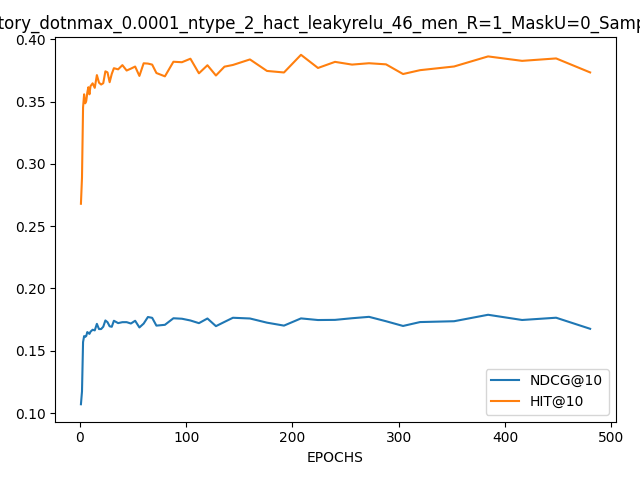 tory_dotnmax_0.0001_ntype_2_hact_leakyrelu_46_men_R=1_MaskU=0_Samp
0.40
0.35
0.30
0.25
0.20
0.15
0.10
NDCG@10
HIT@10
0 100 200 300 400 500
EPOCHS